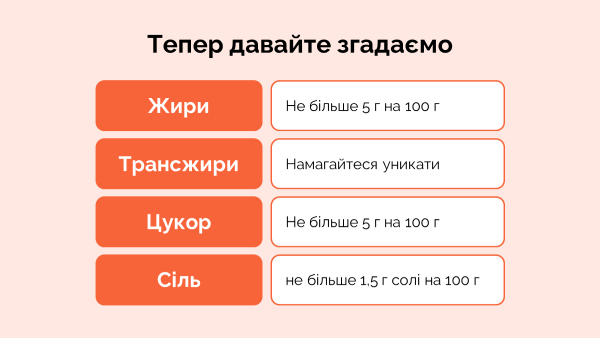 Тепер давайте згадаємо
Жири
Не більше 5 г на 100 г
Трансжири
Намагайтеся уникати
Цукор
Не більше 5 г на 100 г
Сіль
не більше 1,5 г солі на 100 г